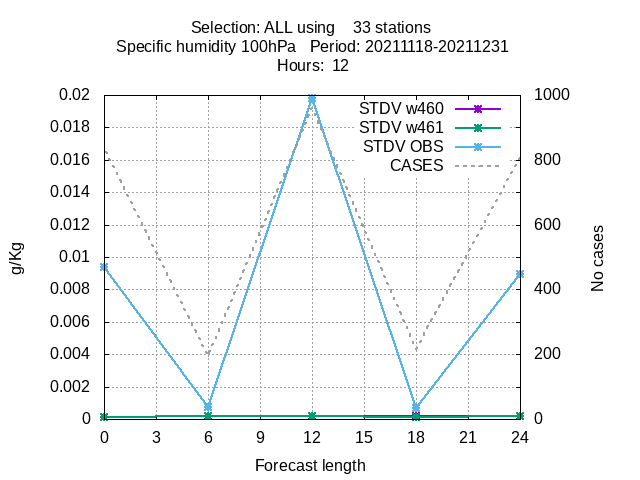 Selection: ALL using    33 stations
Specific humidity 100hPa   Period: 20211118-20211231
Hours:  12
0.02
0.018
0.016
0.014
0.012
0.01
0.008
0.006
0.004
0.002
0
g/Kg
STDV w460
STDV w461
STDV OBS
CASES
1000
800
600
400
200
0
No cases
0 3 6 9 12 15 18 21 24
Forecast length